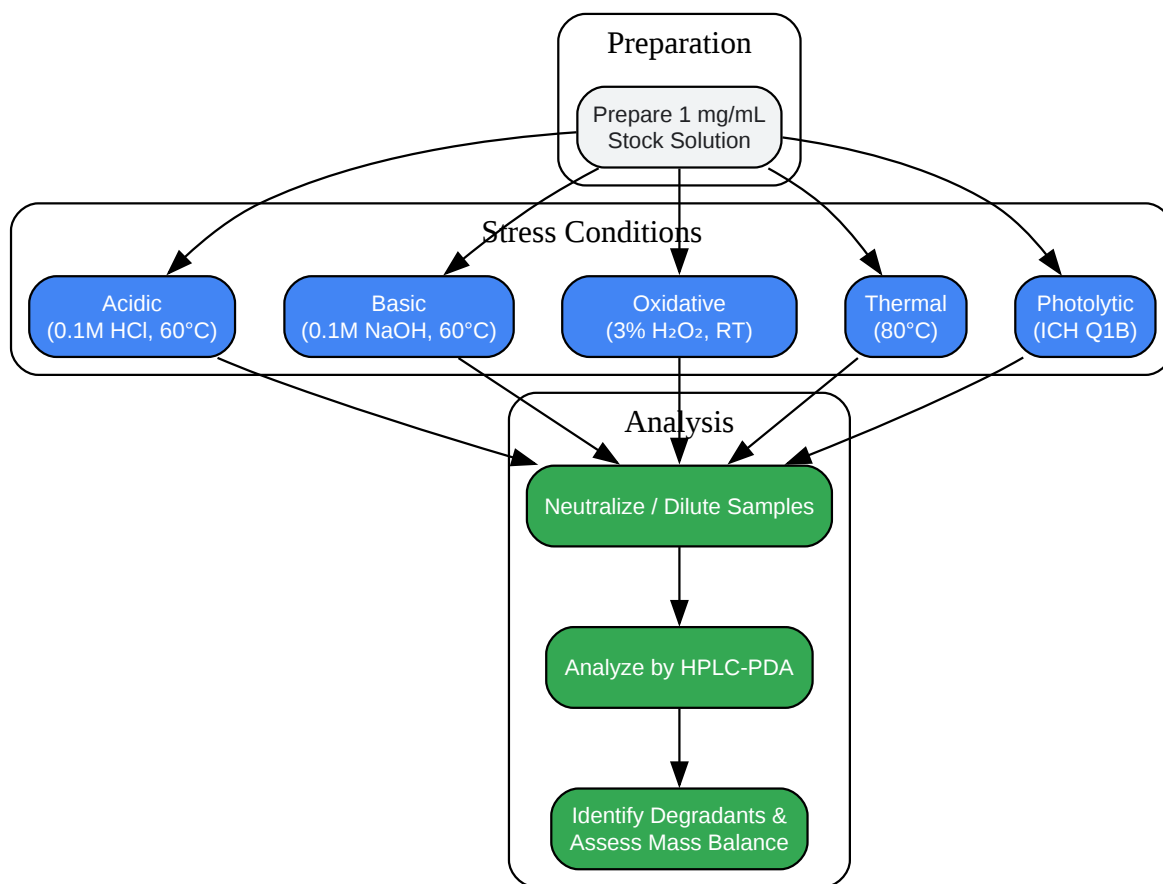 Preparation
Prepare 1 mg/mL
Stock Solution
Stress Conditions
Acidic
(0.1M HCl, 60°C)
Basic
(0.1M NaOH, 60°C)
Oxidative
(3% H₂O₂, RT)
Thermal
(80°C)
Photolytic
(ICH Q1B)
Analysis
Neutralize / Dilute Samples
Analyze by HPLC-PDA
Identify Degradants &
Assess Mass Balance